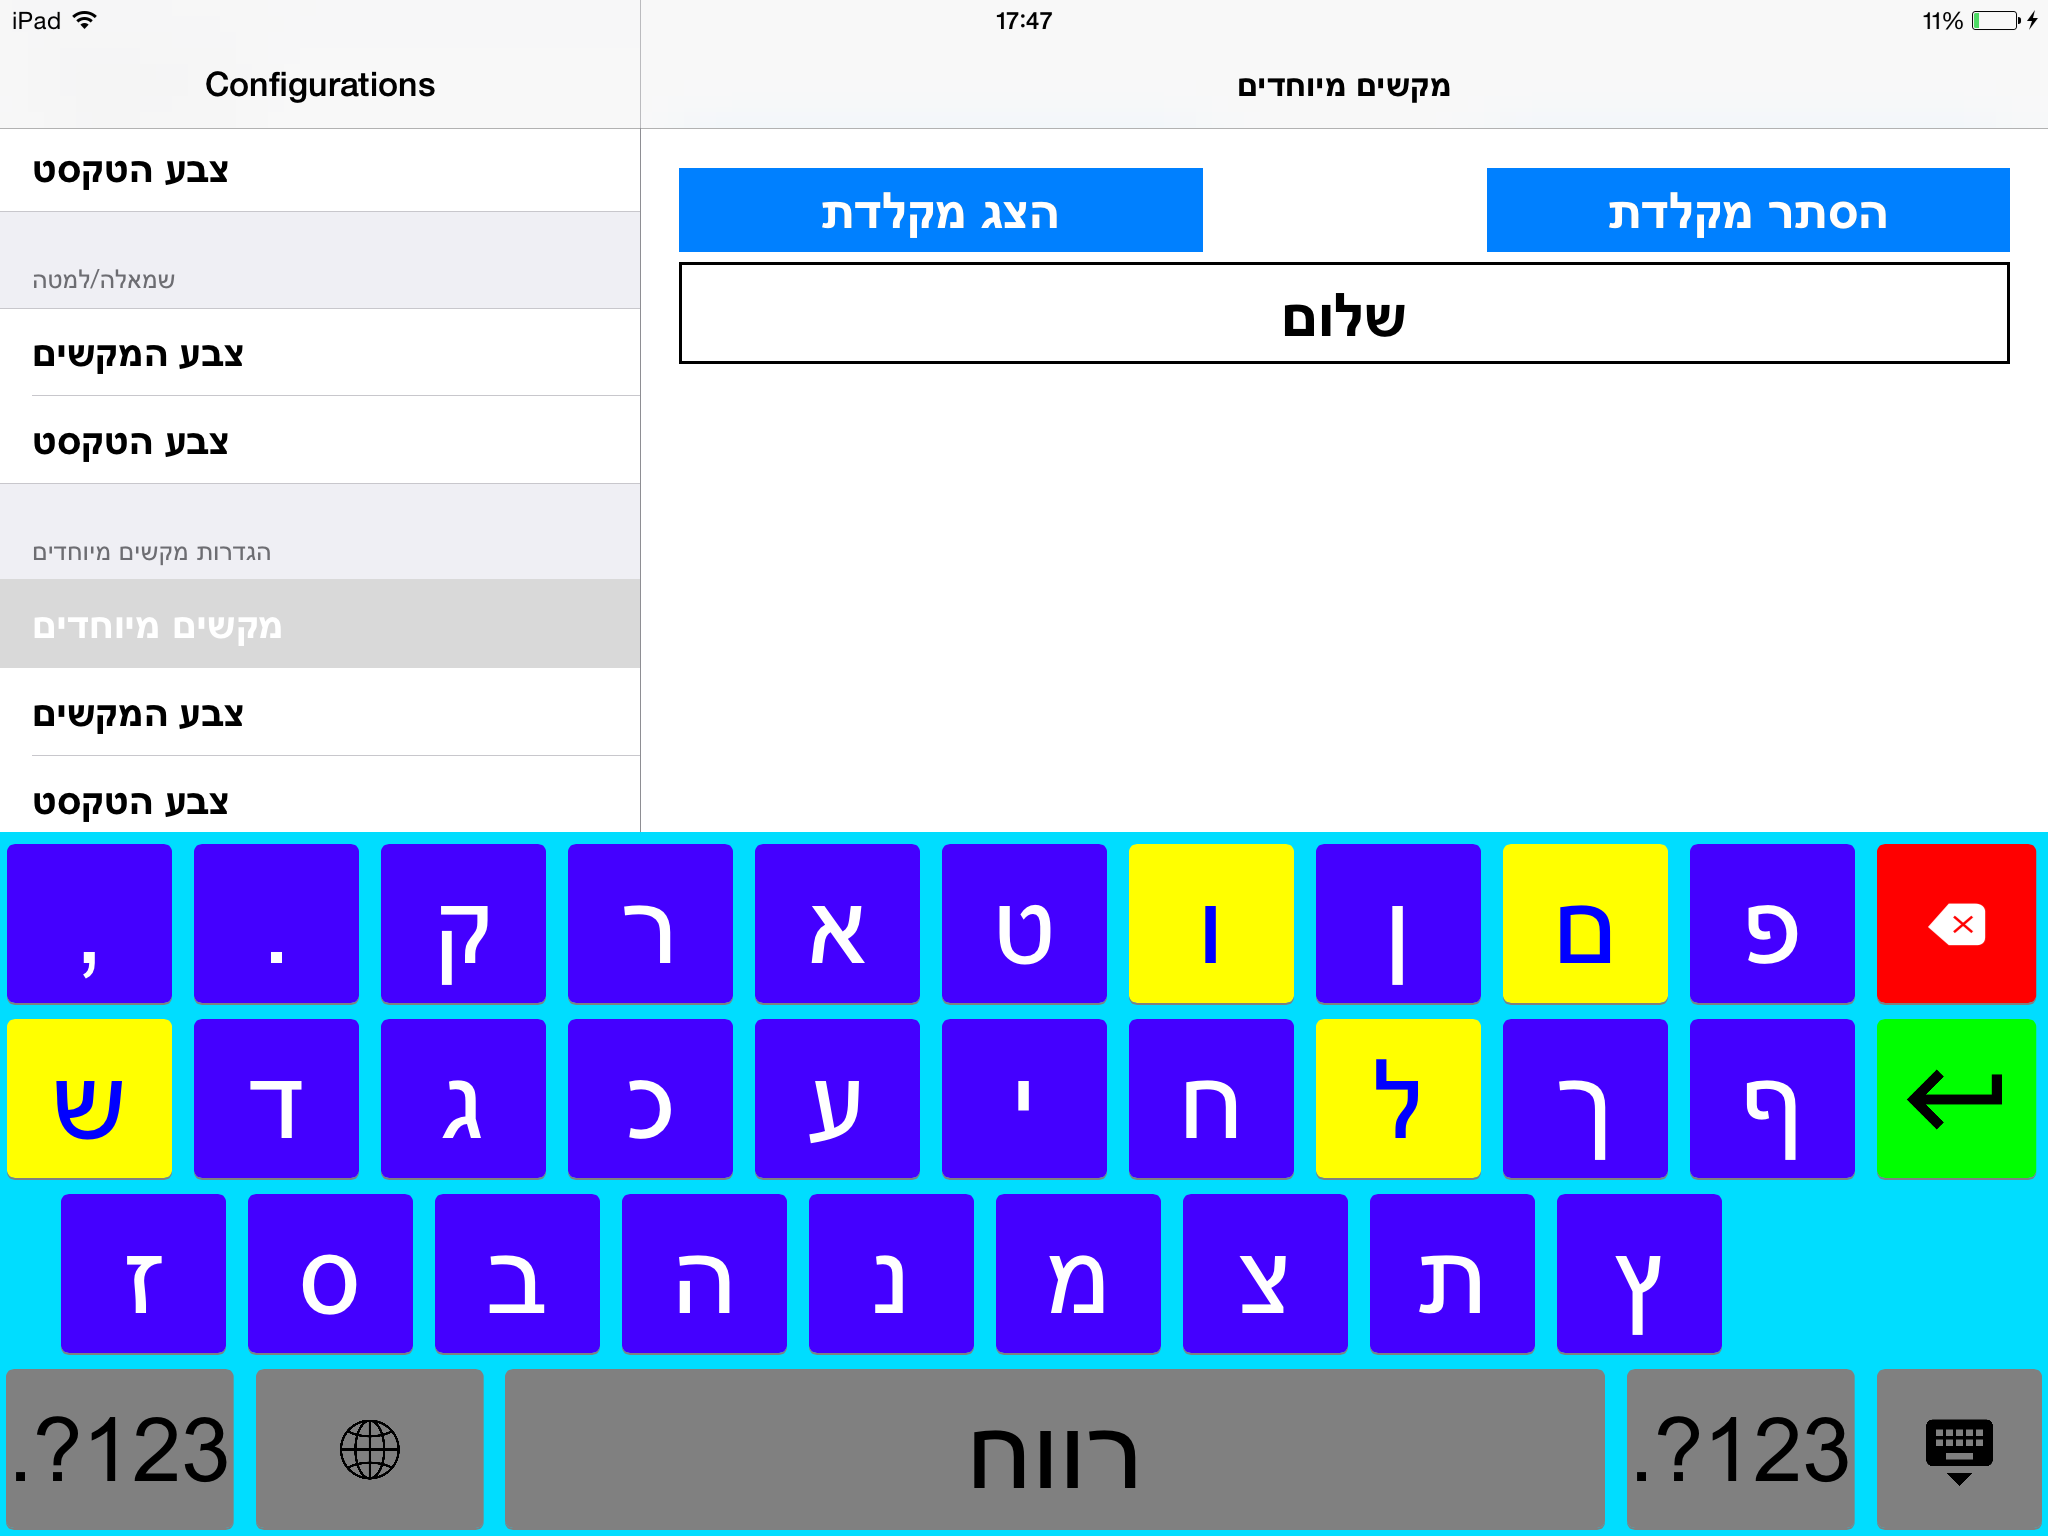 iPad 17:47 11%
Configurations
צבע הטקסט
שמאלה/למטה
צבע המקשים
צבע הטקסט
הגדרות מקשים מיוחדים
מקשים מיוחדים
צבע המקשים
צבע הטקסט
מקשים מיוחדים
הצג מקלדת הסתר מקלדת
שלום
, . ק ר א ט ו ן ם פ
ש ד ג כ ע י ח ל ך ף
ז ס ב ה נ מ צ ת ץ
.?123 רווח .?123